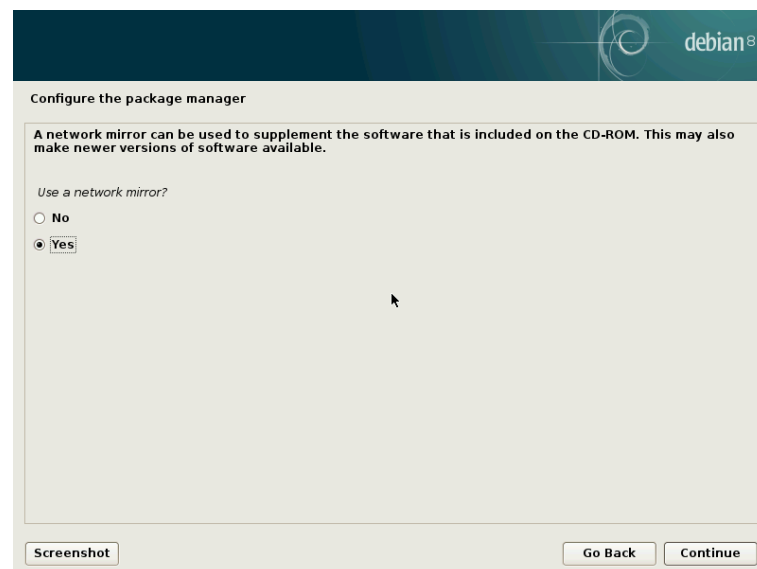 debian 8
Configure the package manager
A network mirror can be used to supplement the software that is included on the CD-ROM. This may also
make newer versions of software available.
Use a network mirror?
No
Yes
Screenshot
Go Back
Continue